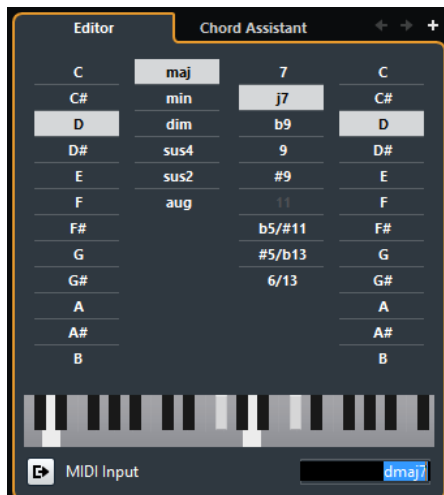 Editor Chord Assistant
C maj 7 C
C# min j7 C#
D dim b9 D
D# sus4 9 D#
E sus2 #9 E
F aug 11 F
F# b5/#11 F#
G #5/b13 G
G# 6/13 G#
A A
A# A#
B B
MIDI Input dmaj7